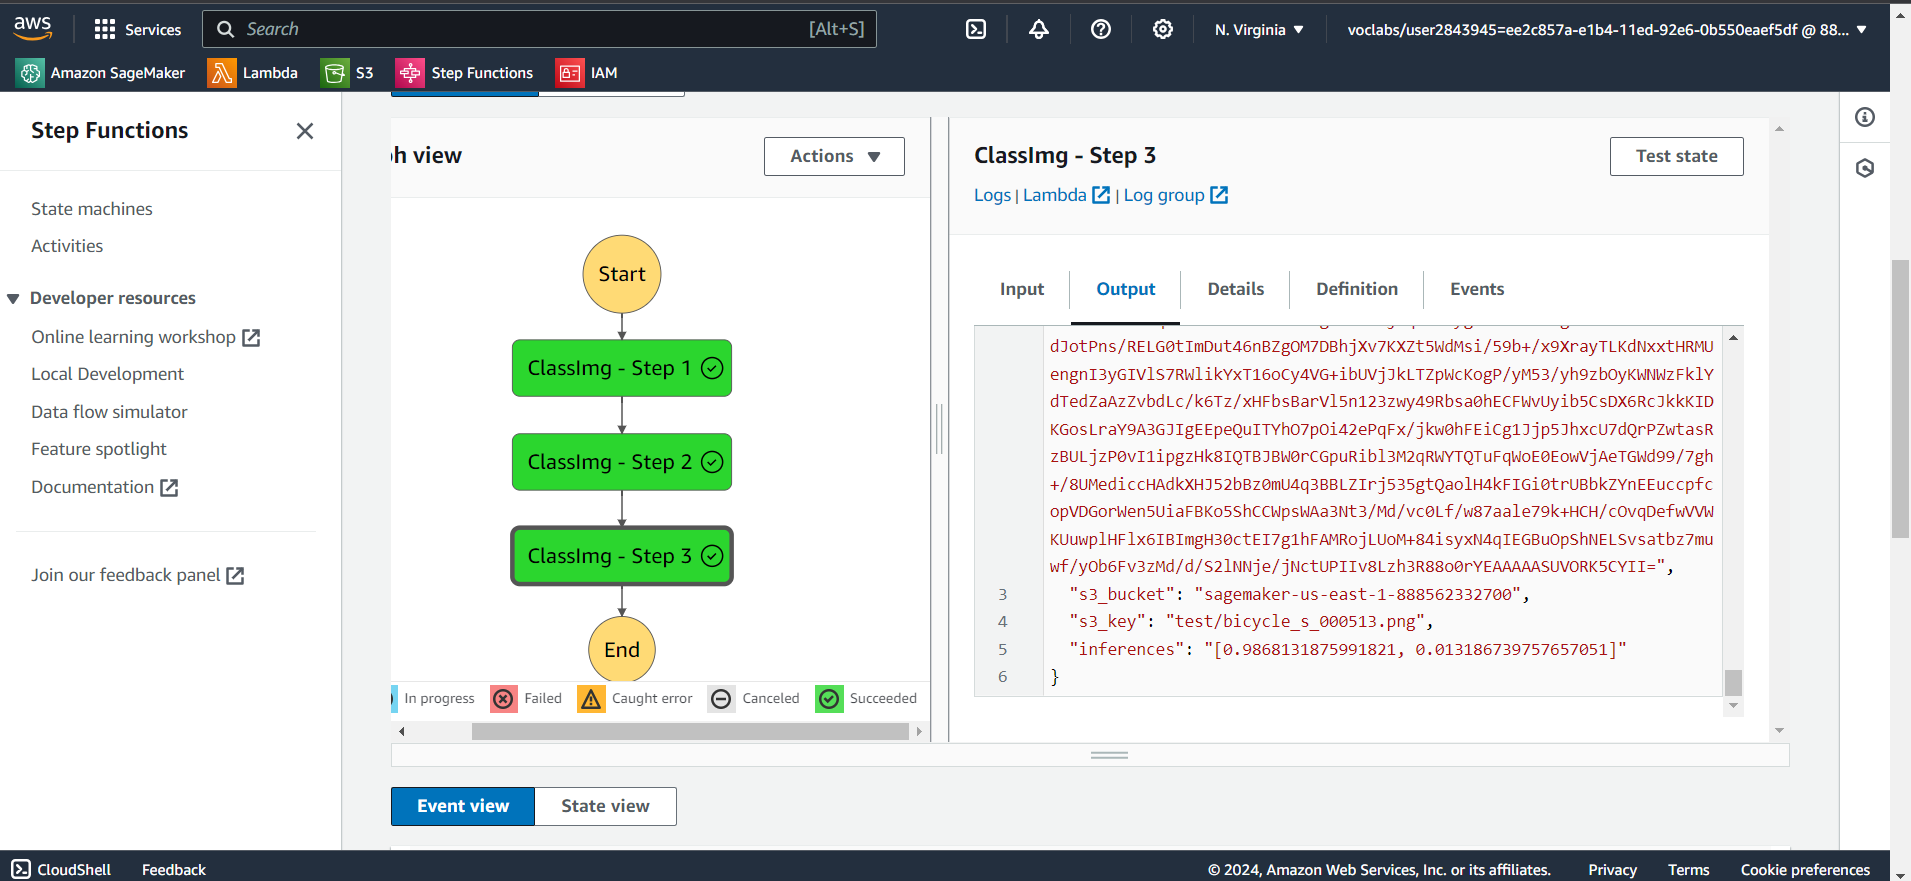 aws
Services
Search
[Alt+S]
N. Virginia
voclabs/user2843945=ee2c857a-e1b4-11ed-92e6-0b550eaef5df @ 88...
Amazon SageMaker
Lambda
S3
Step Functions
IAM
Step Functions
State machines
Activities
Developer resources
Online learning workshop
Local Development
Data flow simulator
Feature spotlight
Documentation
Join our feedback panel
h view
Actions
Start
ClassImg - Step 1
ClassImg - Step 2
ClassImg - Step 3
End
In progress
Failed
Caught error
Canceled
Succeeded
ClassImg - Step 3
Test state
Logs | Lambda | Log group
Input
Output
Details
Definition
Events
dJotPns/RELG0tImDut46nBZgOM7DBhjXv7KXZt5WdMsi/59b+/x9XrayTLKdNxxtHRMU
engnI3yGIVlS7RWlikYxT16oCy4VG+ibUVjJkLTZpWcKogP/yM53/yh9zbOyKWNWzFklY
dTedZaAzZvbdLc/k6Tz/xHFbsBarVl5n123zwy49Rbsa0hECFWvUyib5CsDX6RcJkkKID
KGosLraY9A3GJIgEEpeQuITYhO7pOi42ePqFx/jkw0hFEiCg1Jjp5JhxcU7dQrPZwtasR
zBULjzP0vI1ipgzHk8IQTBJBW0rCGpuRibl3M2qRWYTQTuFqWoE0EowVjAeTGWd99/7gh
+/8UMediccHAdkXHJ52bBz0mU4q3BBLZIrj535gtQaolH4kFIGi0trUBbkZYnEEuccpfc
opVDGorWen5UiaFBKo5ShCCWpsWAa3Nt3/Md/vc0Lf/w87aale79k+HCH/cOvqDefwVVW
KUuwplHFlx6IBImgH30ctEI7g1hFAMRojLUoM+84isyxN4qIEGBuOpShNELSvsatbz7mu
wf/yOb6Fv3zMd/d/S2lNNje/jNctUPIIv8Lzh3R88o0rYEAAAAASUVORK5CYII=",
3 "s3_bucket": "sagemaker-us-east-1-888562332700",
4 "s3_key": "test/bicycle_s_000513.png",
5 "inferences": "[0.9868131875991821, 0.013186739757657051]"
6 }
Event view
State view
CloudShell
Feedback
© 2024, Amazon Web Services, Inc. or its affiliates.
Privacy
Terms
Cookie preferences